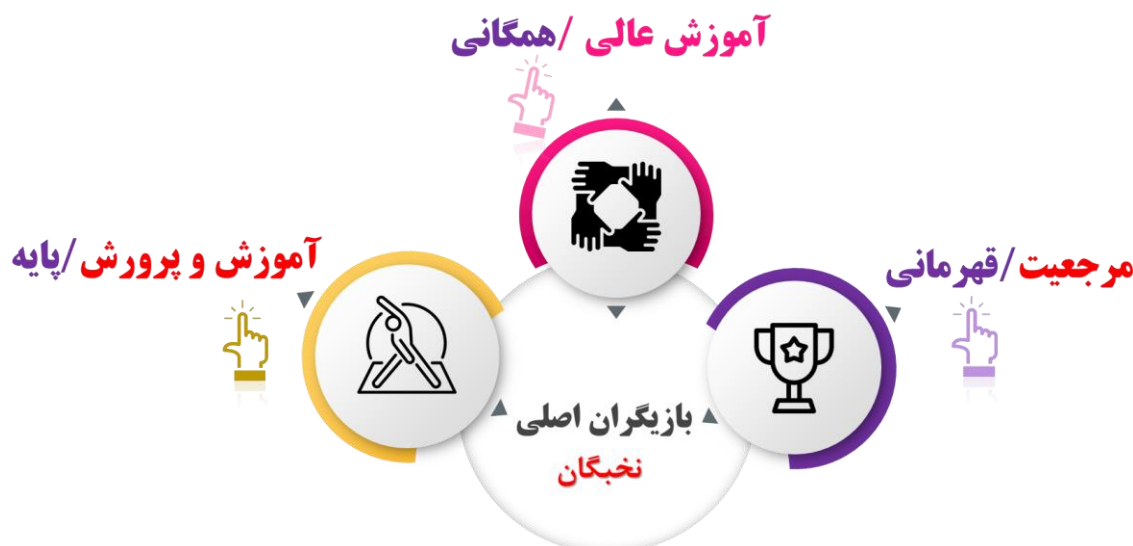 آموزش عالی /همگانی
مرجعیت/قهرمانی
آموزش و پرورش/پایه
بازیگران اصلی
نخبگان